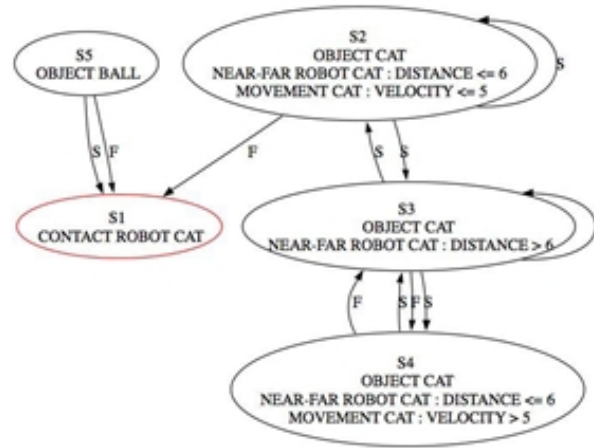 S5
OBJECT BALL
S2
OBJECT CAT
NEAR-FAR ROBOT CAT : DISTANCE <= 6
MOVEMENT CAT : VELOCITY <= 5
S
S
F
F
S
S
S1
CONTACT ROBOT CAT
S3
OBJECT CAT
NEAR-FAR ROBOT CAT : DISTANCE > 6
F
S
F
S
S4
OBJECT CAT
NEAR-FAR ROBOT CAT : DISTANCE <= 6
MOVEMENT CAT : VELOCITY > 5